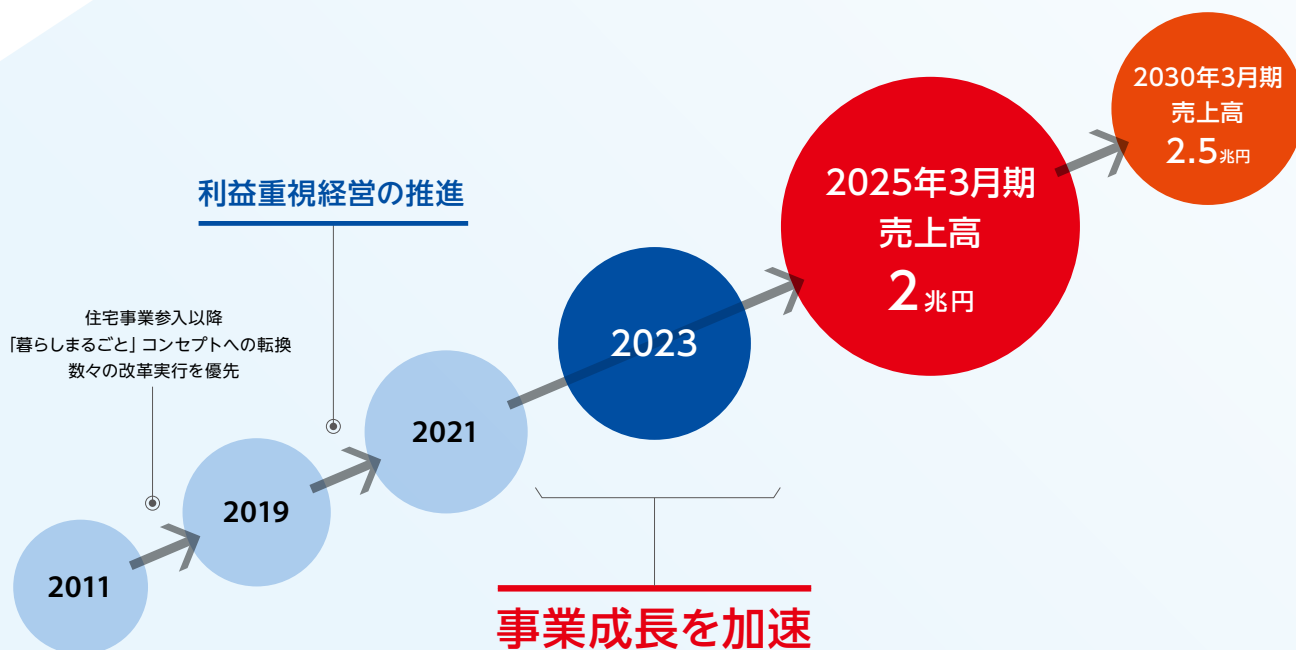 2030年3月期
売上高
2.5兆円
2025年3月期
売上高
2兆円
利益重視経営の推進
住宅事業参入以降
「暮らしまるごと」コンセプトへの転換
数々の改革実行を優先
2023
2021
2019
2011
事業成長を加速